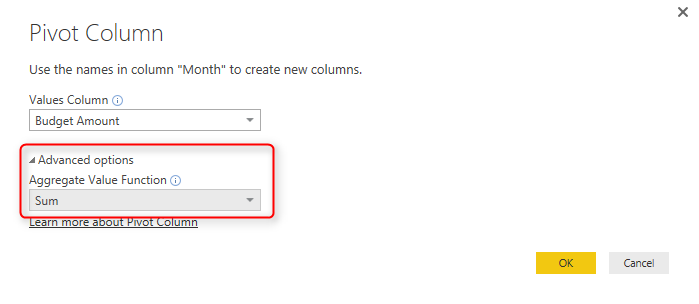 Pivot Column
Use the names in column "Month" to create new columns.
Values Column
Budget Amount
Advanced options
Aggregate Value Function
Sum
Learn more about Pivot Column
OK Cancel